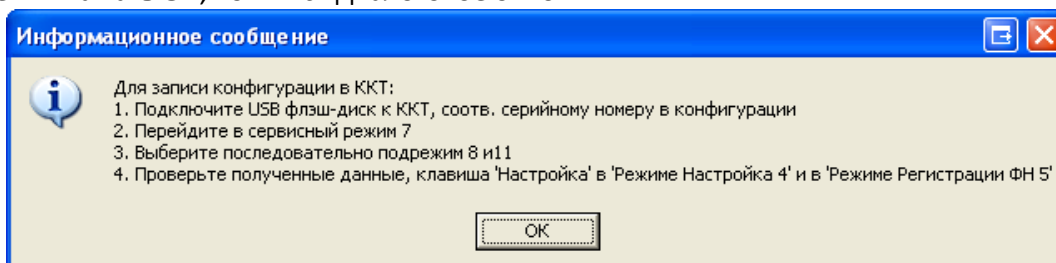 Информационное сообщение
Для записи конфигурации в ККТ:
1. Подключите USB флэш-диск к ККТ, соотв. серийному номеру в конфигурации
2. Перейдите в сервисный режим 7
3. Выберите последовательно подрежим 8 и11
4. Проверьте полученные данные, клавиша 'Настройка' в 'Режиме Настройка 4' и в 'Режиме Регистрации ФН 5'
OK